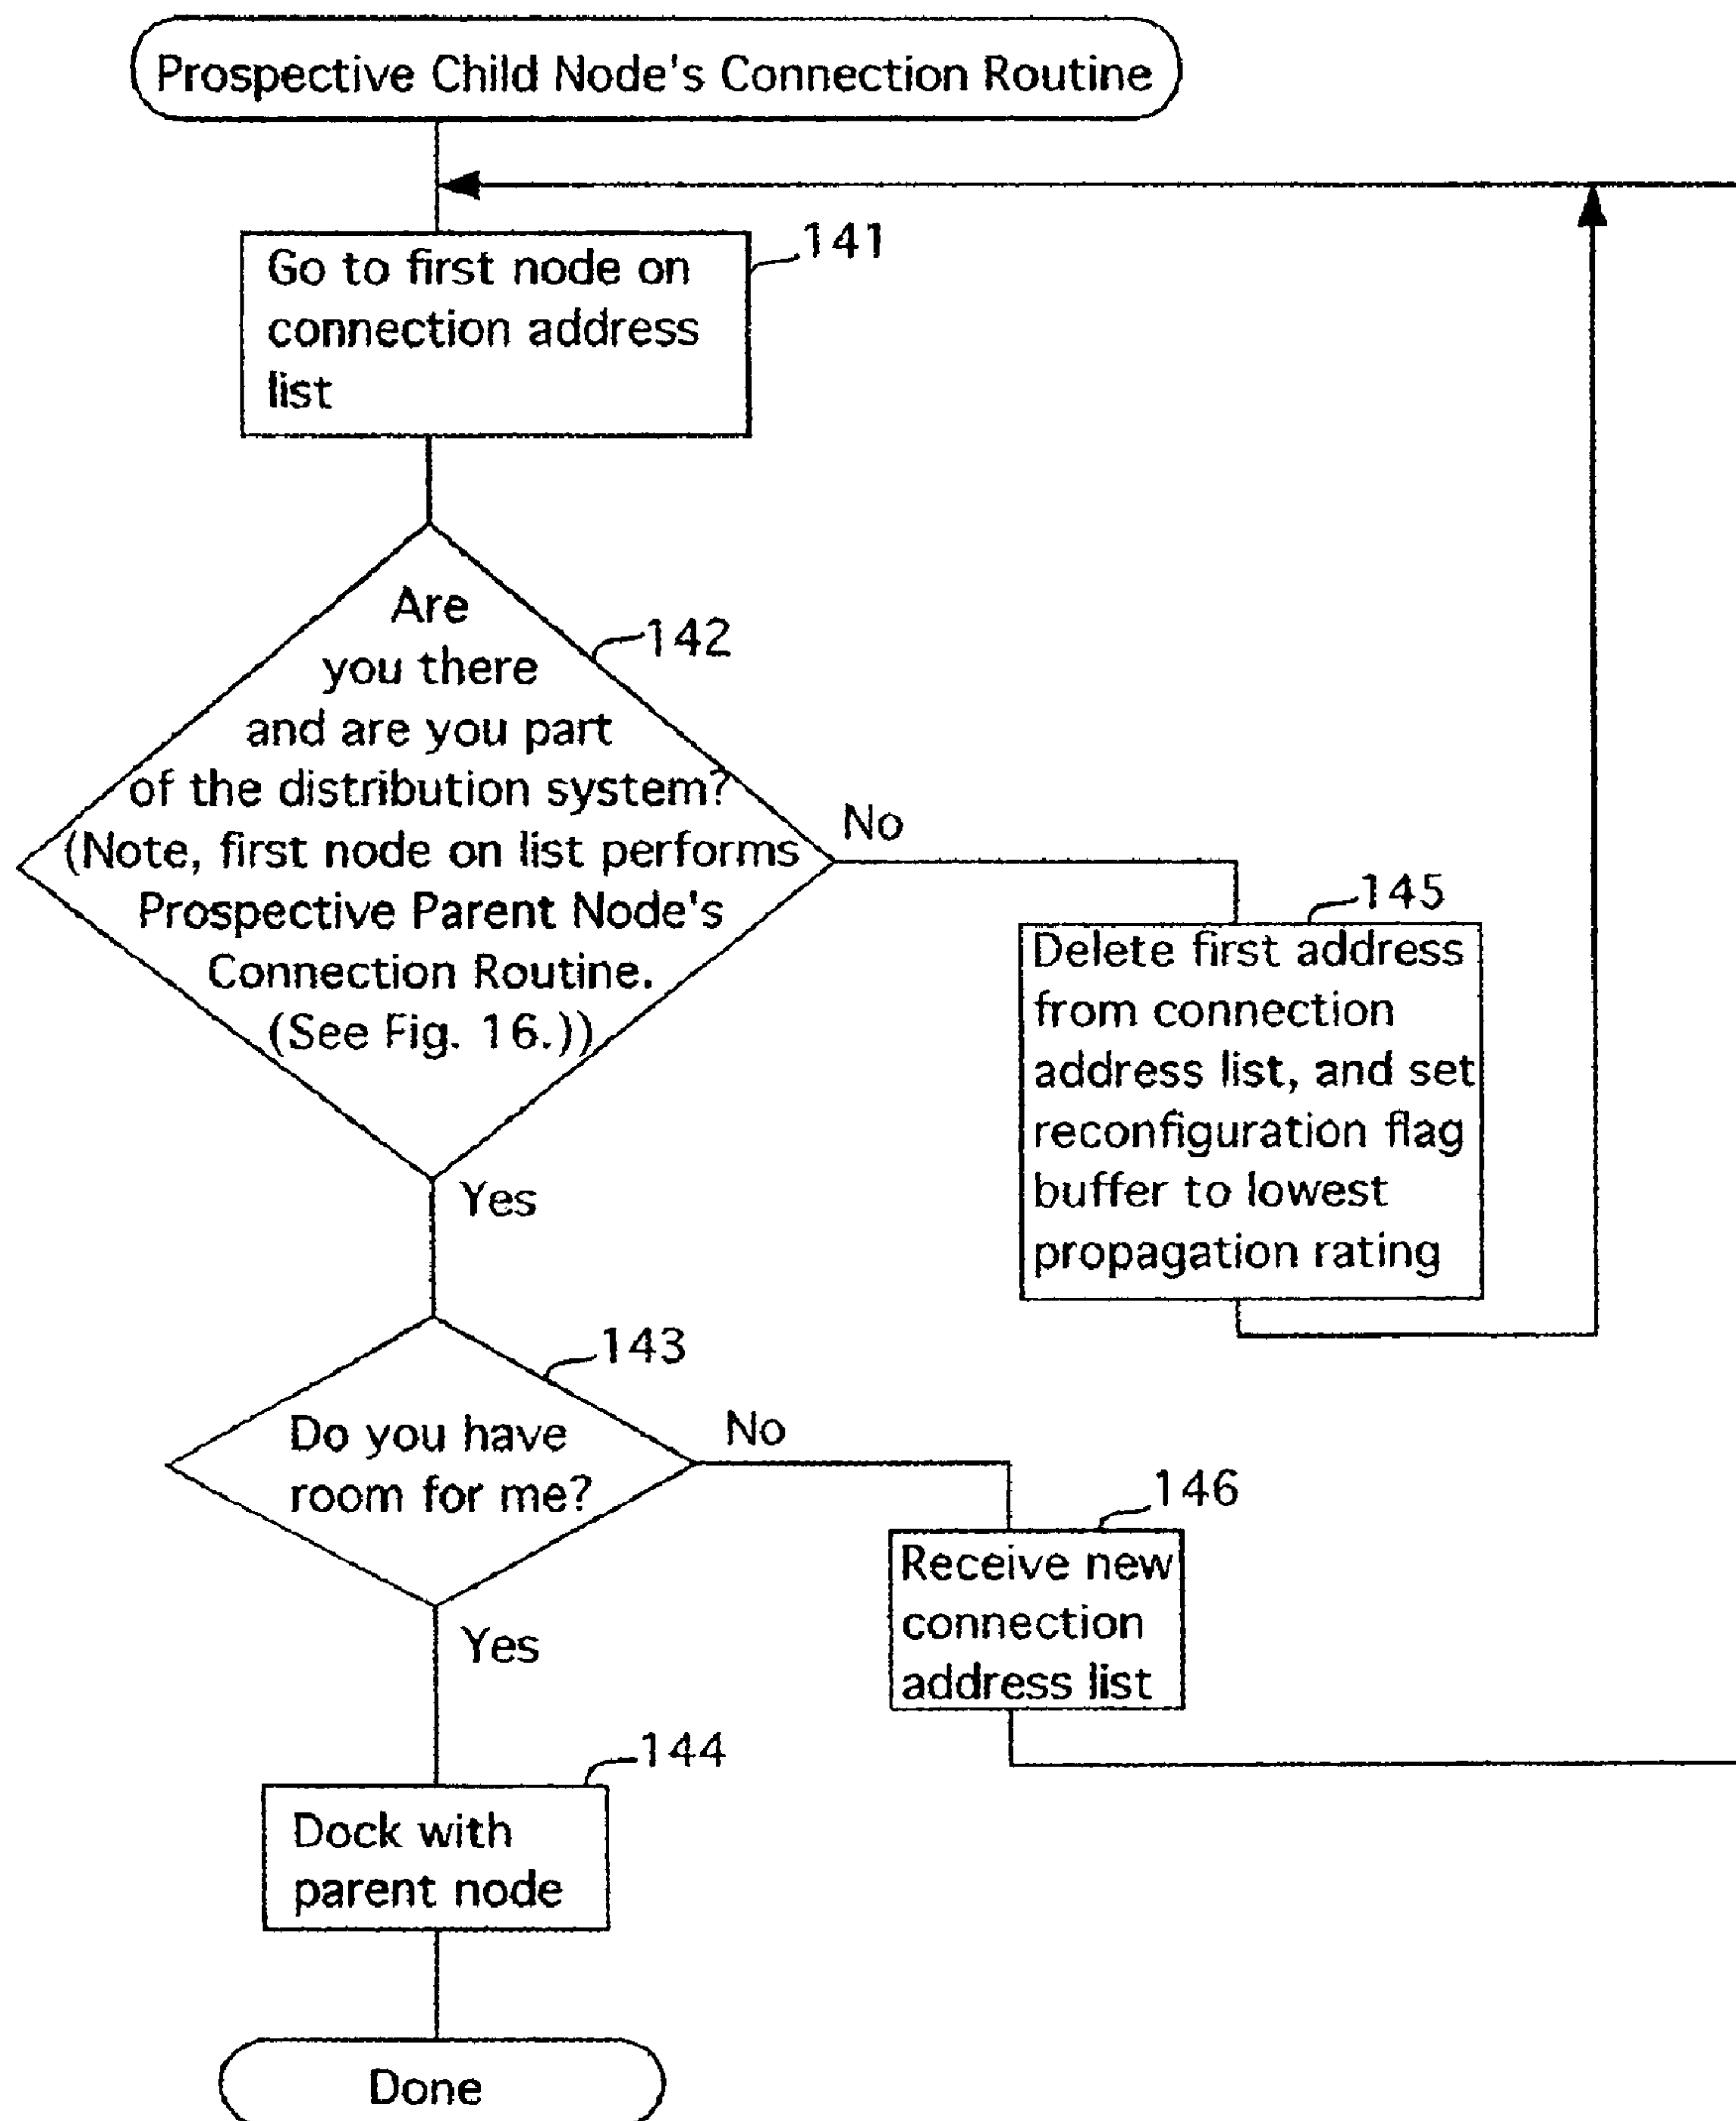 Prospective Child Node's Connection Routine
141
Go to first node on
connection address
list
142
Are
you there
and are you part
of the distribution system?
(Note, first node on list performs
Prospective Parent Node's
Connection Routine.
(See Fig. 16.))
No
145
Delete first address
from connection
address list, and set
reconfiguration flag
buffer to lowest
propagation rating
Yes
143
Do you have
room for me?
No
146
Receive new
connection
address list
Yes
144
Dock with
parent node
Done